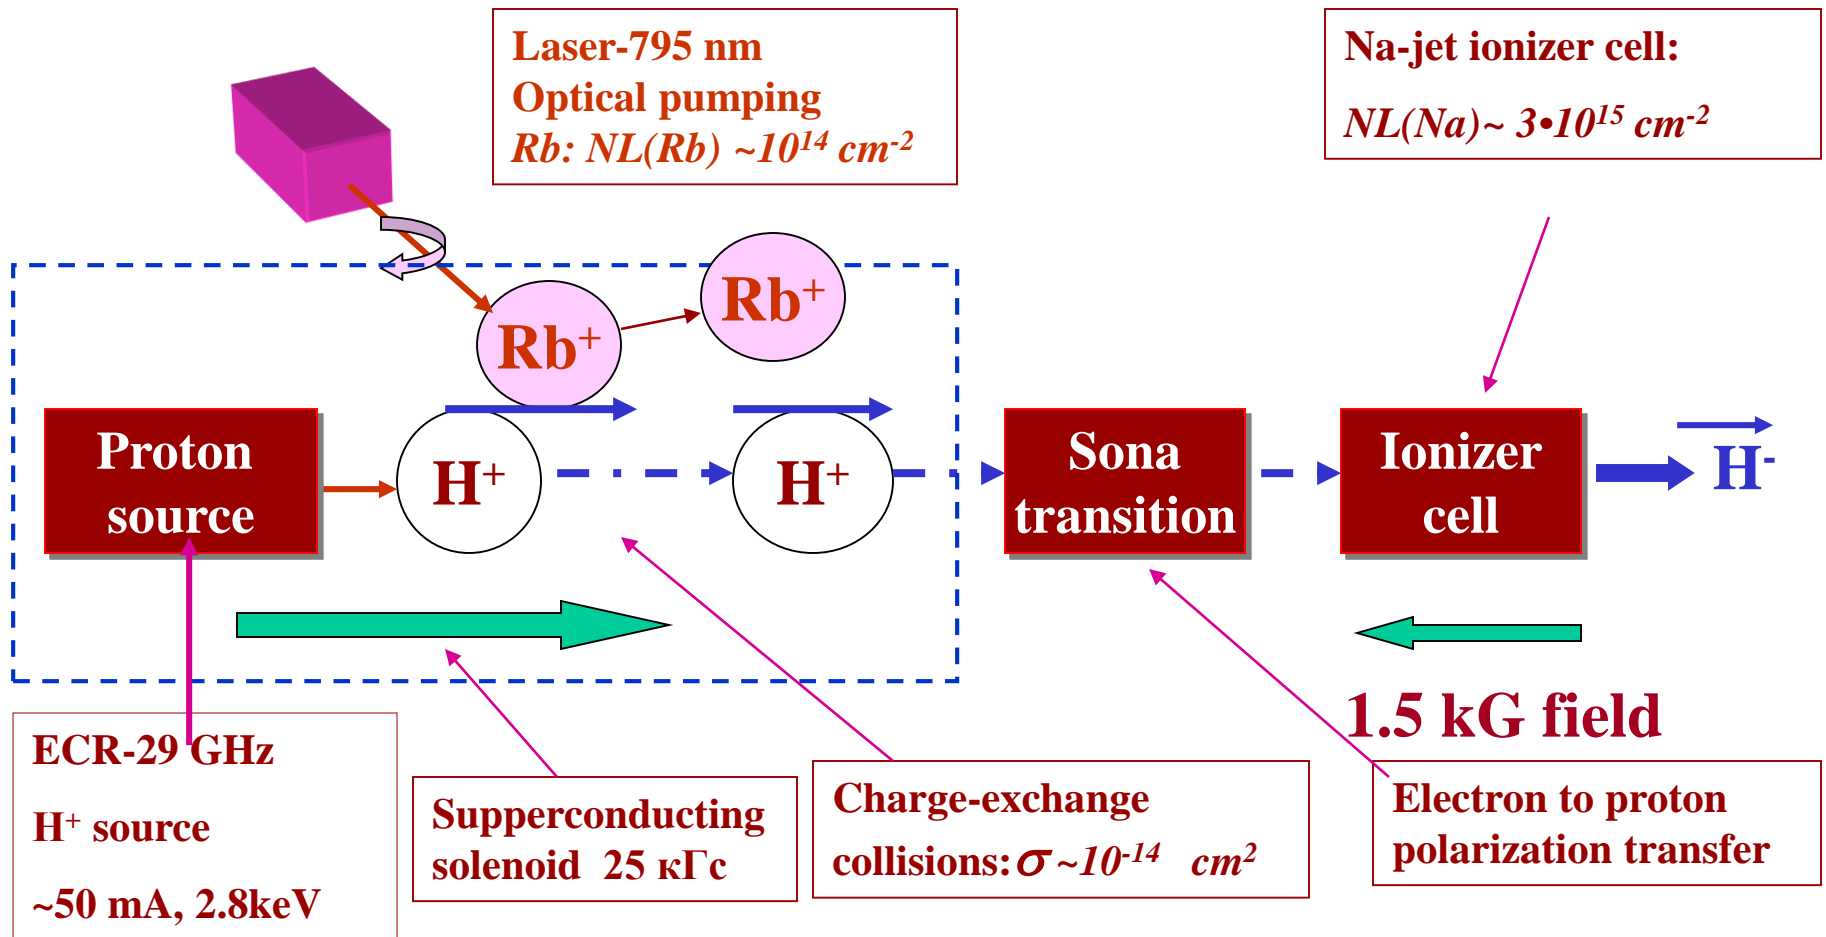 Laser-795 nm
Optical pumping
Rb: NL(Rb) ~10¹⁴ cm⁻²
Na-jet ionizer cell:
NL(Na)~ 3•10¹⁵ cm⁻²
Rb⁺
Rb⁺
Proton
source
H⁺
H⁺
Sona
transition
Ionizer
cell
H⁻
1.5 kG field
ECR-29 GHz
H⁺ source
~50 mA, 2.8keV
Supperconducting
solenoid 25 кГс
Charge-exchange
collisions: σ ~10⁻¹⁴ cm²
Electron to proton
polarization transfer